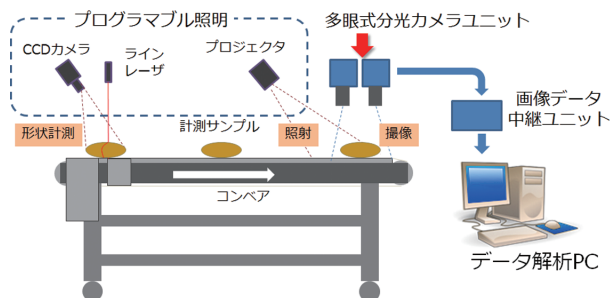 プログラマブル照明
CCDカメラ
ライン
レーザ
プロジェクタ
多眼式分光カメラユニット
形状計測
計測サンプル
照射
撮像
コンベア
画像データ
中継ユニット
データ解析PC